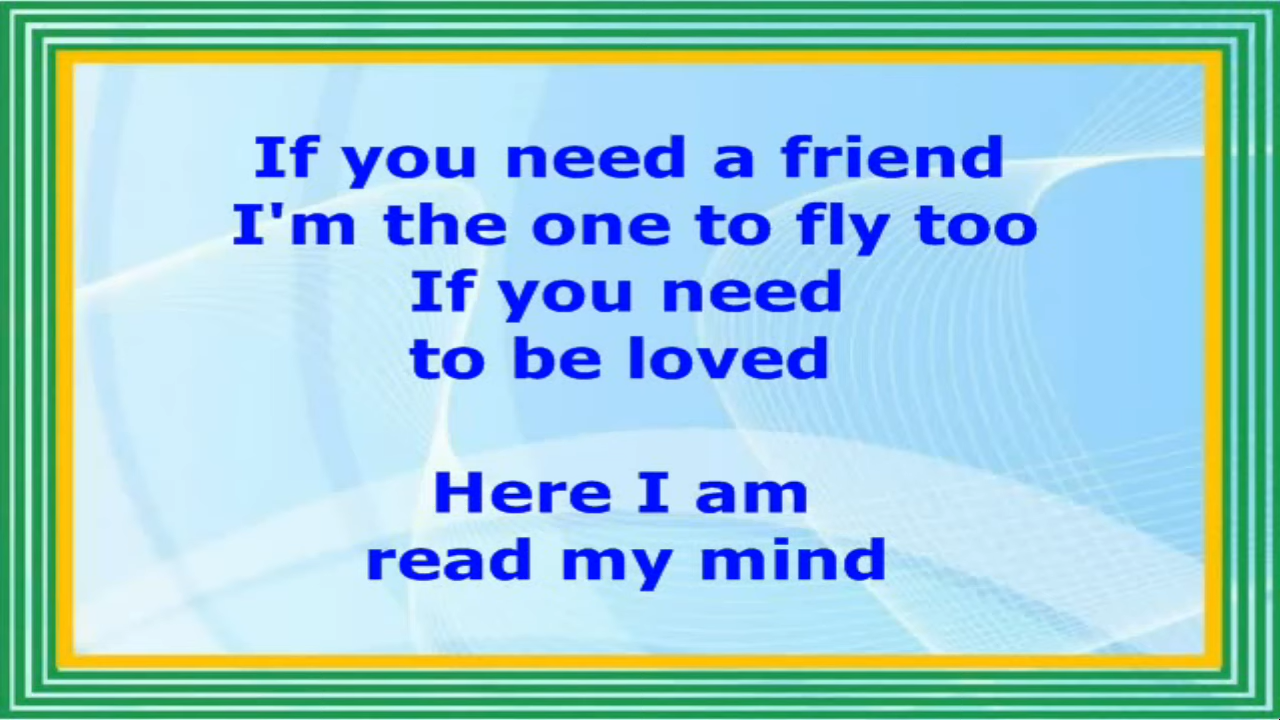 If you need a friend
I'm the one to fly too
If you need
to be loved
Here I am
read my mind